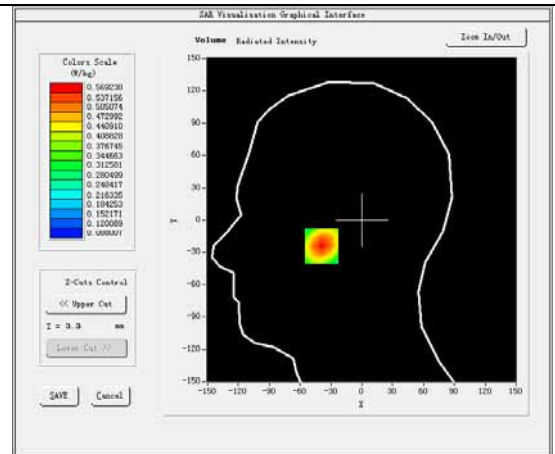 SAR Visualisation Graphical Interface
Volume Radiated Intensity
Zoom In/Out
Colors Scale
(W/kg)
0.569230
0.537156
0.505074
0.472992
0.440910
0.408828
0.376745
0.344663
0.312581
0.280499
0.248417
0.216335
0.184253
0.152171
0.120089
0.088007
Z-Cuts Control
<< Upper Cut
Z = 3.3 mm
Lower Cut >>
SAVE Cancel
150
120
90
60
30
0
-30
-60
-90
-120
-150
Y
-150 -120 -90 -60 -30 0 30 60 90 120 150
X